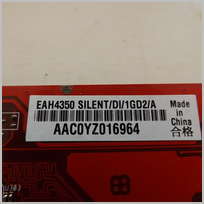 EAH4350 SILENT/DI/1GD2/A
AAC0YZ016964
Made in
China
合格